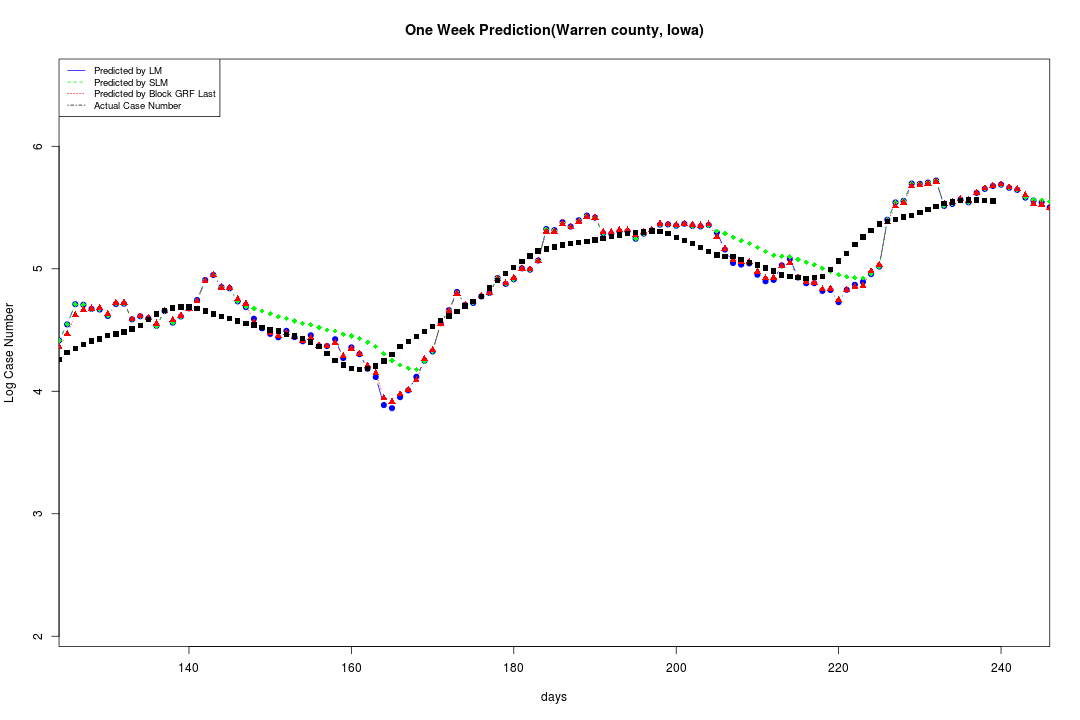 One Week Prediction(Warren county, Iowa)
Predicted by LM
Predicted by SLM
Predicted by Block GRF Last
Actual Case Number
6
5
4
3
2
Log Case Number
140 160 180 200 220 240
days